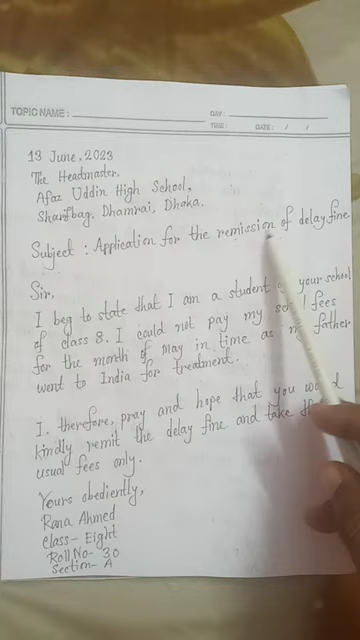 TOPIC NAME: DAY:
TIME: DATE: / /
13 June, 2023
The Headmaster.
Afaz Uddin High School,
Sharifbag. Dhamrai, Dhaka.
Subject : Application for the remission of delay fine
Sir,
I beg to state that I am a student of your school
of class 8. I could not pay my fees
for the month of May in time as my father
went to India for treatment.
I. therefore, pray and hope that you would
kindly remit the delay fine and take
usual fees only.
Yours obediently,
Rana Ahmed
Class- Eight
Roll No- 30
Section- A